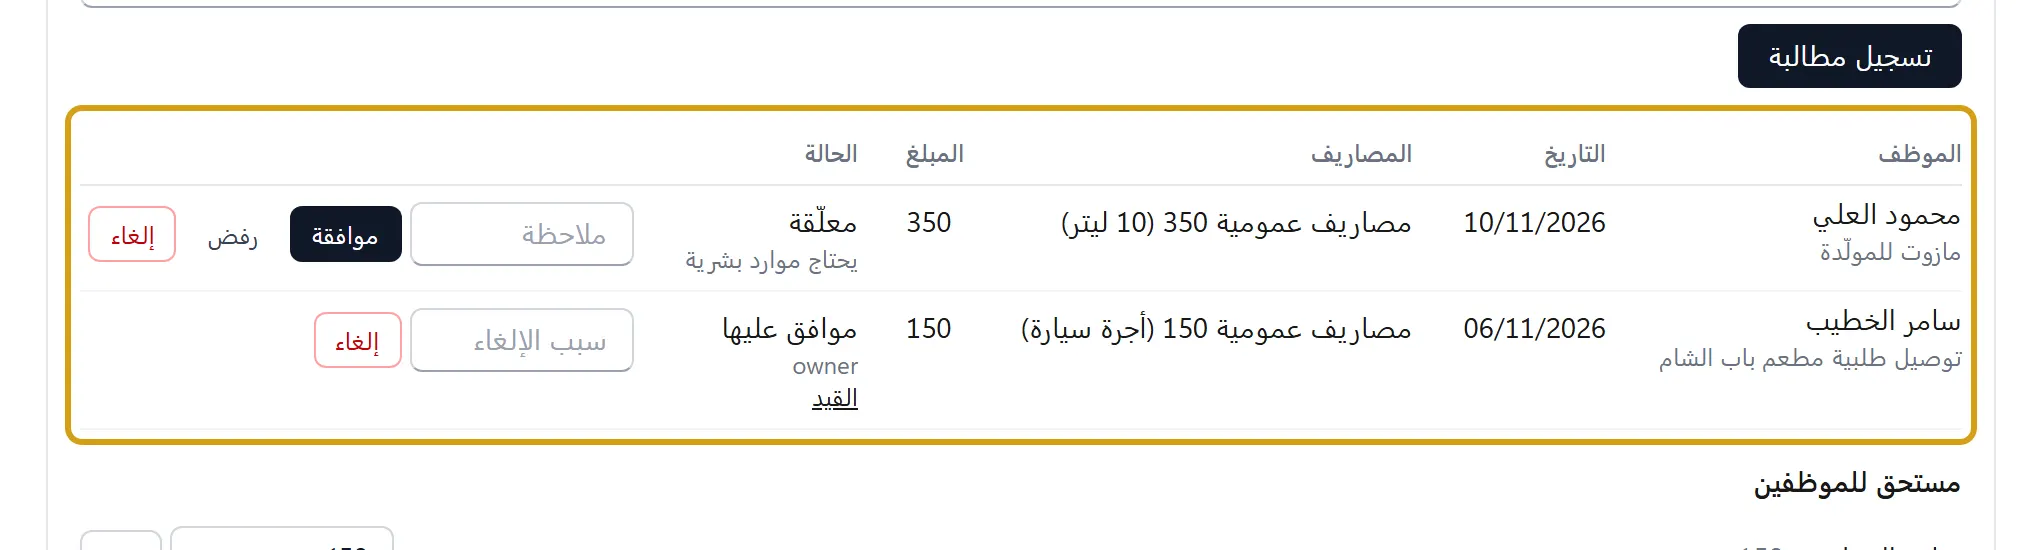 تسجيل مطالبة
الموظف التاريخ المصاريف المبلغ الحالة
محمود العلي 10/11/2026 مصاريف عمومية 350 (10 ليتر) 350 معلّقة ملاحظة موافقة رفض إلغاء
مازوت للمولّدة يحتاج موارد بشرية
سامر الخطيب 06/11/2026 مصاريف عمومية 150 (أجرة سيارة) 150 موافق عليها سبب الإلغاء إلغاء
توصيل طلبية مطعم باب الشام owner
القيد
مستحق للموظفين